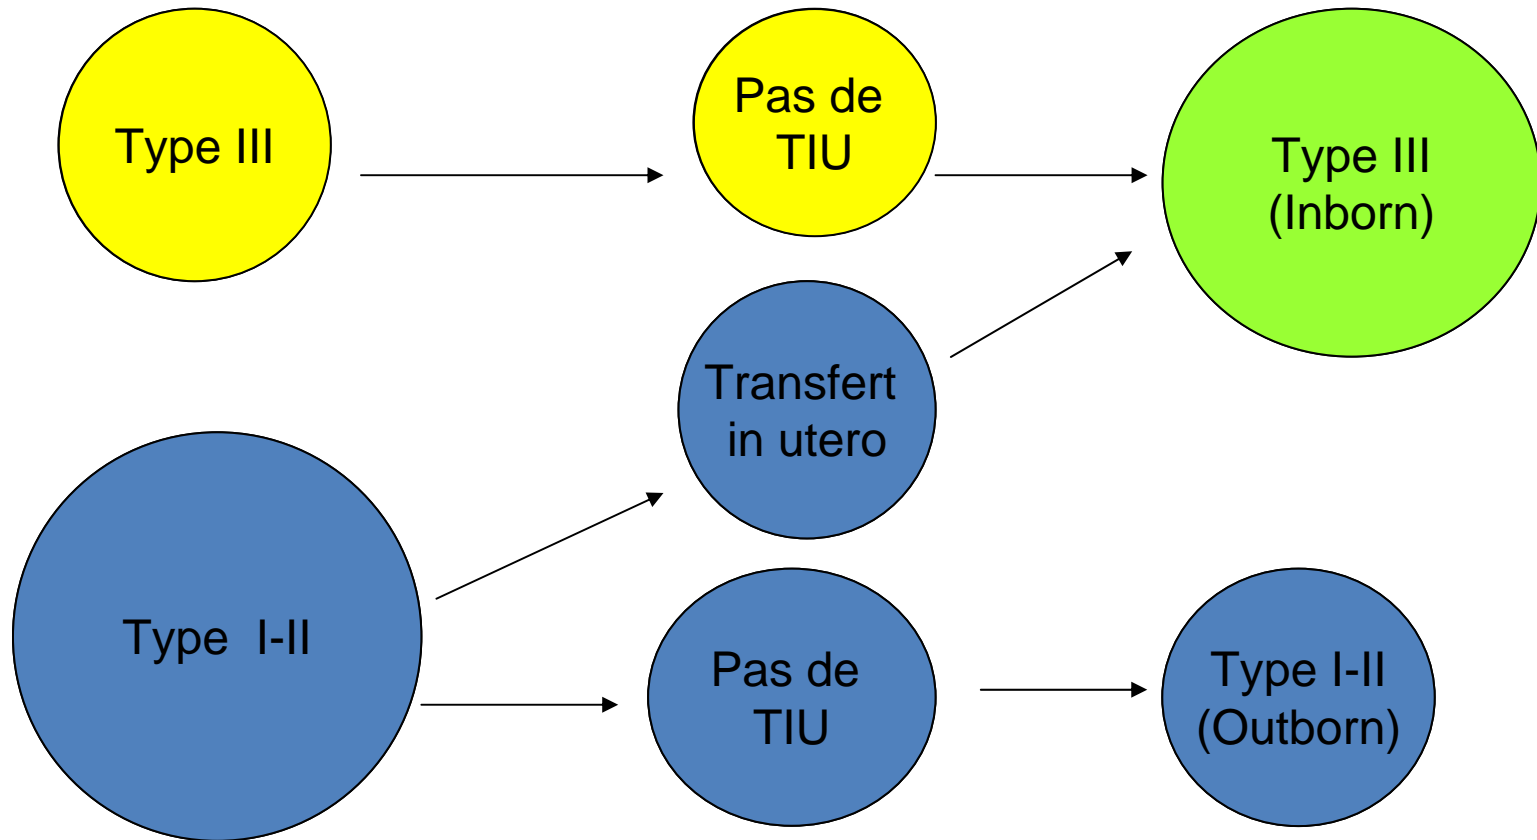 Type III
Pas de
TIU
Type III
(Inborn)
Transfert
in utero
Type I-II
Pas de
TIU
Type I-II
(Outborn)